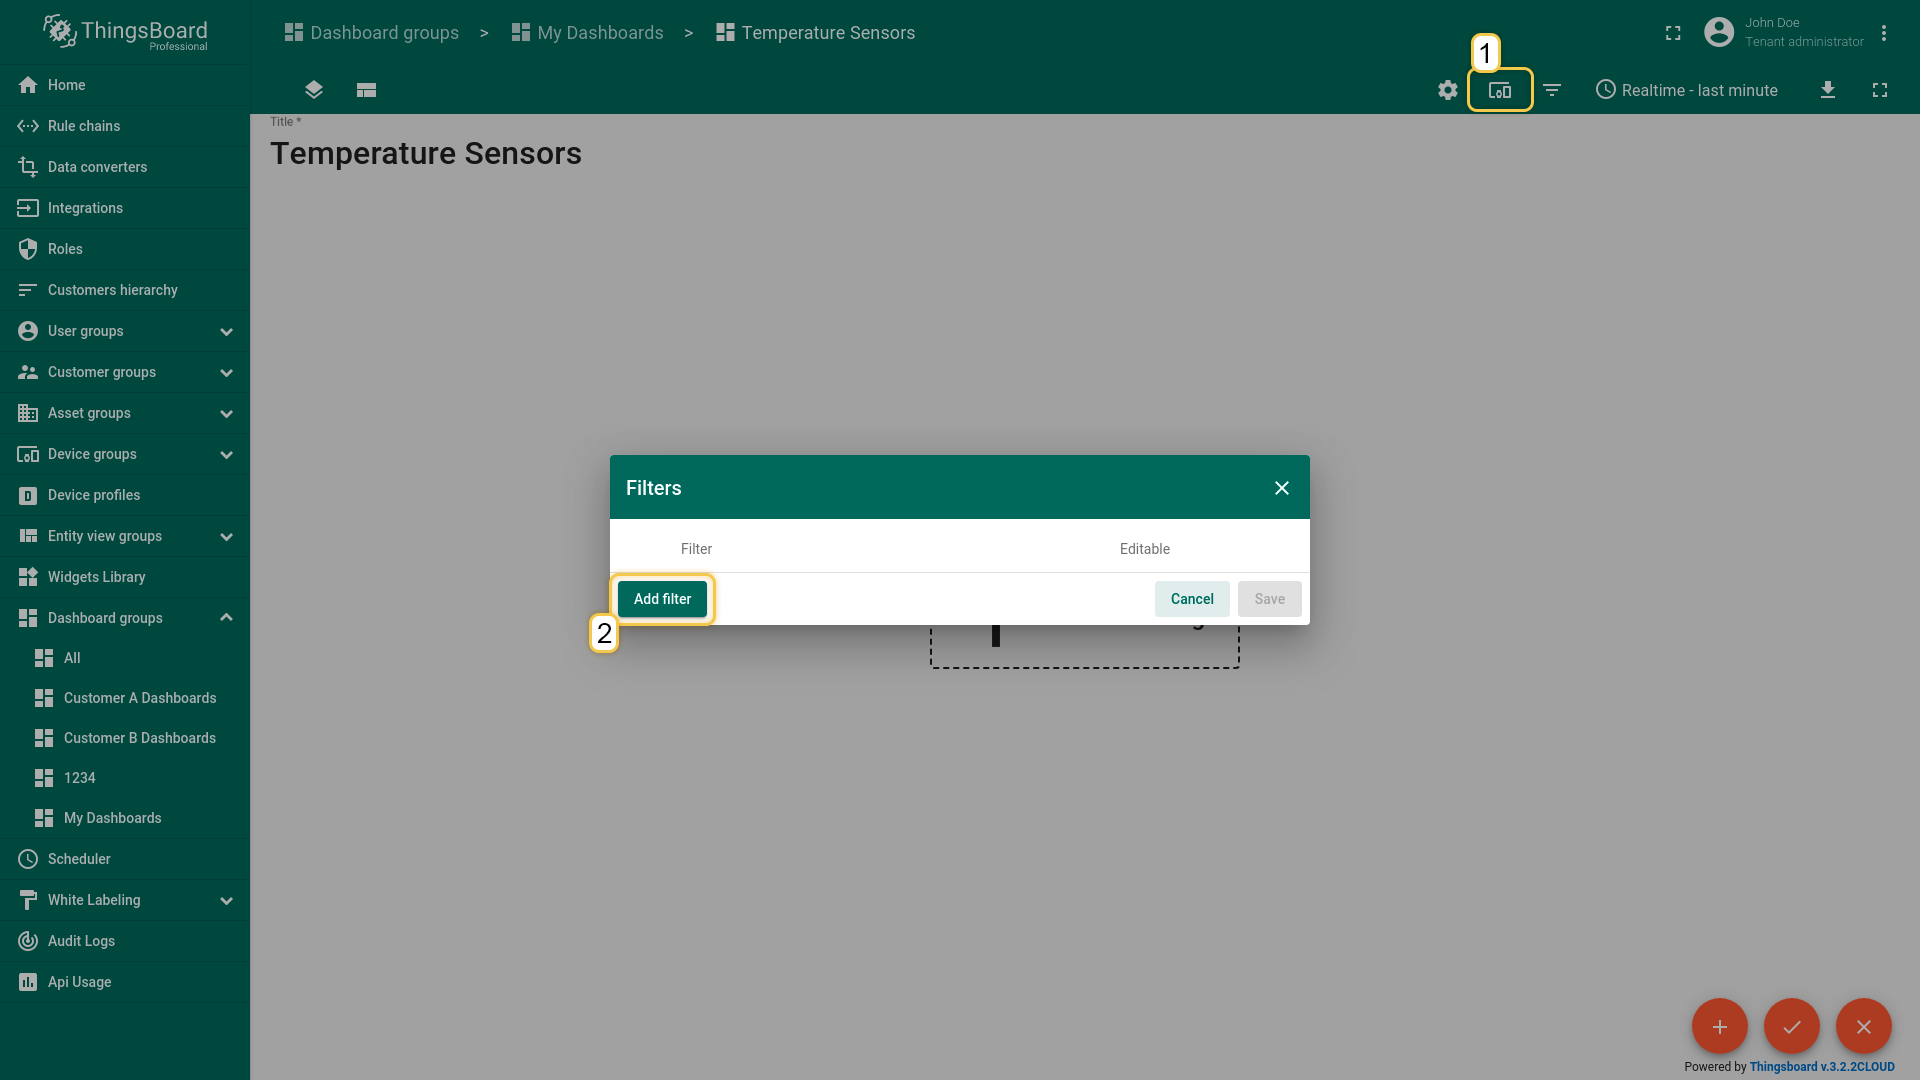 ThingsBoard
Professional
Dashboard groups > My Dashboards > Temperature Sensors
John Doe
Tenant administrator
1
Realtime - last minute
Home
Rule chains
Data converters
Integrations
Roles
Customers hierarchy
User groups
Customer groups
Asset groups
Device groups
Device profiles
Entity view groups
Widgets Library
Dashboard groups
All
Customer A Dashboards
Customer B Dashboards
1234
My Dashboards
Scheduler
White Labeling
Audit Logs
Api Usage
Title *
Temperature Sensors
Filters
Filter Editable
Add filter Cancel Save
2
Powered by Thingsboard v.3.2.2CLOUD